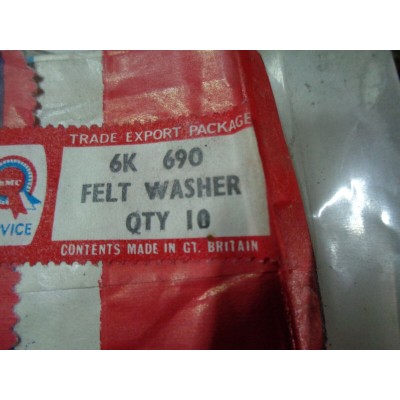 TRADE EXPORT PACKAGE
6K 690
FELT WASHER
QTY 10
VICE
CONTENTS MADE IN GT. BRITAIN